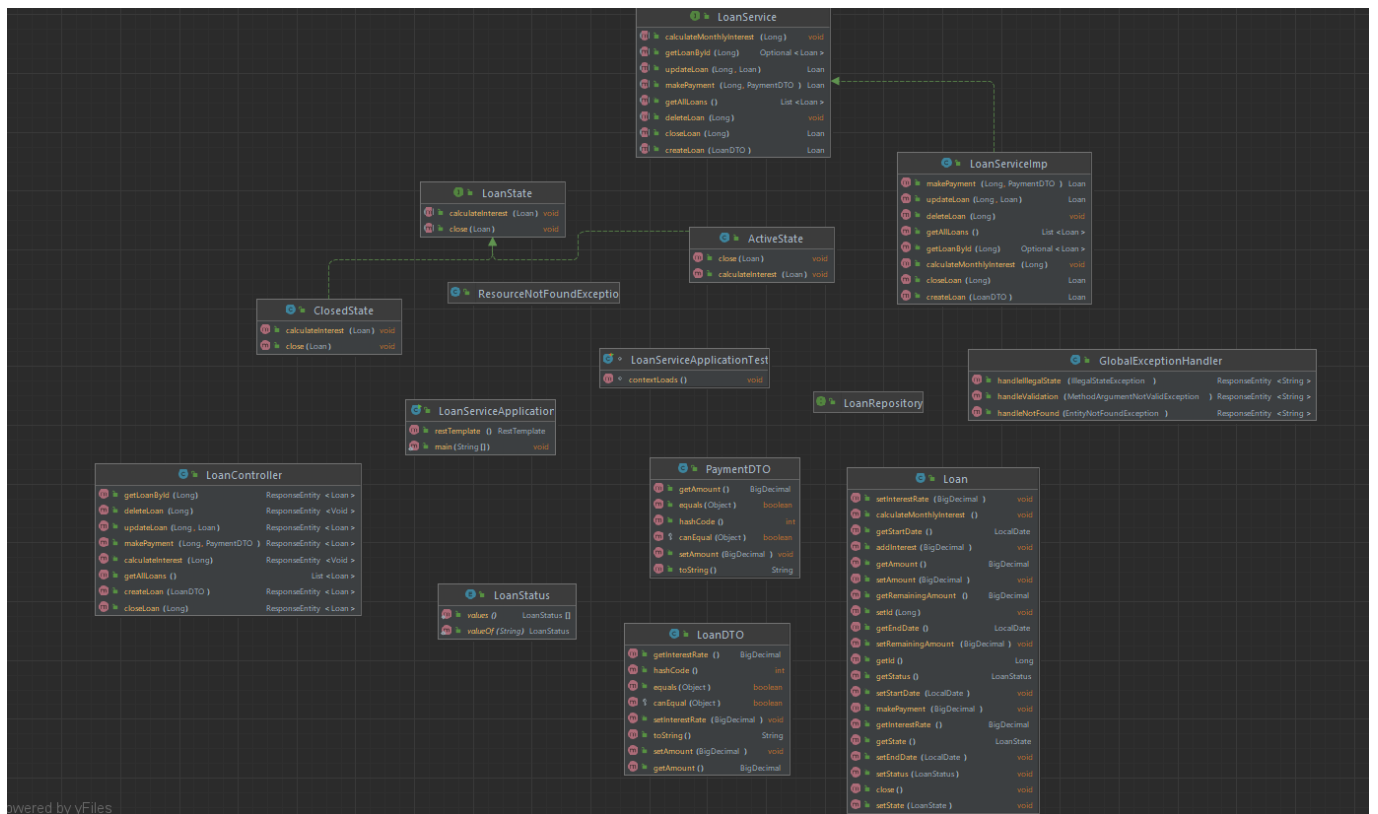 LoanService
calculateMonthlyInterest (Long) void
getLoanById (Long) Optional <Loan>
updateLoan (Long, Loan) Loan
makePayment (Long, PaymentDTO) Loan
getAllLoans () List <Loan>
deleteLoan (Long) void
closeLoan (Long) Loan
createLoan (LoanDTO) Loan
LoanServiceImp
makePayment (Long, PaymentDTO) Loan
updateLoan (Long, Loan) Loan
deleteLoan (Long) void
getAllLoans () List <Loan>
getLoanById (Long) Optional <Loan>
calculateMonthlyInterest (Long) void
closeLoan (Long) Loan
createLoan (LoanDTO) Loan
LoanState
calculateInterest (Loan) void
close (Loan) void
ActiveState
close (Loan) void
calculateInterest (Loan) void
ResourceNotFoundExceptio
ClosedState
calculateInterest (Loan) void
close (Loan) void
LoanServiceApplicationTest
contextLoads () void
GlobalExceptionHandler
handleIllegalState (IllegalStateException) ResponseEntity <String>
handleValidation (MethodArgumentNotValidException) ResponseEntity <String>
handleNotFound (EntityNotFoundException) ResponseEntity <String>
LoanRepository
LoanServiceApplication
restTemplate () RestTemplate
main (String []) void
LoanController
getLoanById (Long) ResponseEntity <Loan>
deleteLoan (Long) ResponseEntity <Void>
updateLoan (Long, Loan) ResponseEntity <Loan>
makePayment (Long, PaymentDTO) ResponseEntity <Loan>
calculateInterest (Long) ResponseEntity <Void>
getAllLoans () List <Loan>
createLoan (LoanDTO) ResponseEntity <Loan>
closeLoan (Long) ResponseEntity <Loan>
PaymentDTO
getAmount () BigDecimal
equals (Object) boolean
hashCode () int
canEqual (Object) boolean
setAmount (BigDecimal) void
toString () String
Loan
setInterestRate (BigDecimal) void
calculateMonthlyInterest () void
getStartDate () LocalDate
addInterest (BigDecimal) void
getAmount () BigDecimal
setAmount (BigDecimal) void
getRemainingAmount () BigDecimal
setId (Long) void
getEndDate () LocalDate
setRemainingAmount (BigDecimal) void
getId () Long
getStatus () LoanStatus
setStartDate (LocalDate) void
makePayment (BigDecimal) void
getInterestRate () BigDecimal
getState () LoanState
setEndDate (LocalDate) void
setStatus (LoanStatus) void
close () void
setState (LoanState) void
LoanStatus
values () LoanStatus []
valueOf (String) LoanStatus
LoanDTO
getInterestRate () BigDecimal
hashCode () int
equals (Object) boolean
canEqual (Object) boolean
setInterestRate (BigDecimal) void
toString () String
setAmount (BigDecimal) void
getAmount () BigDecimal
owered by yFiles